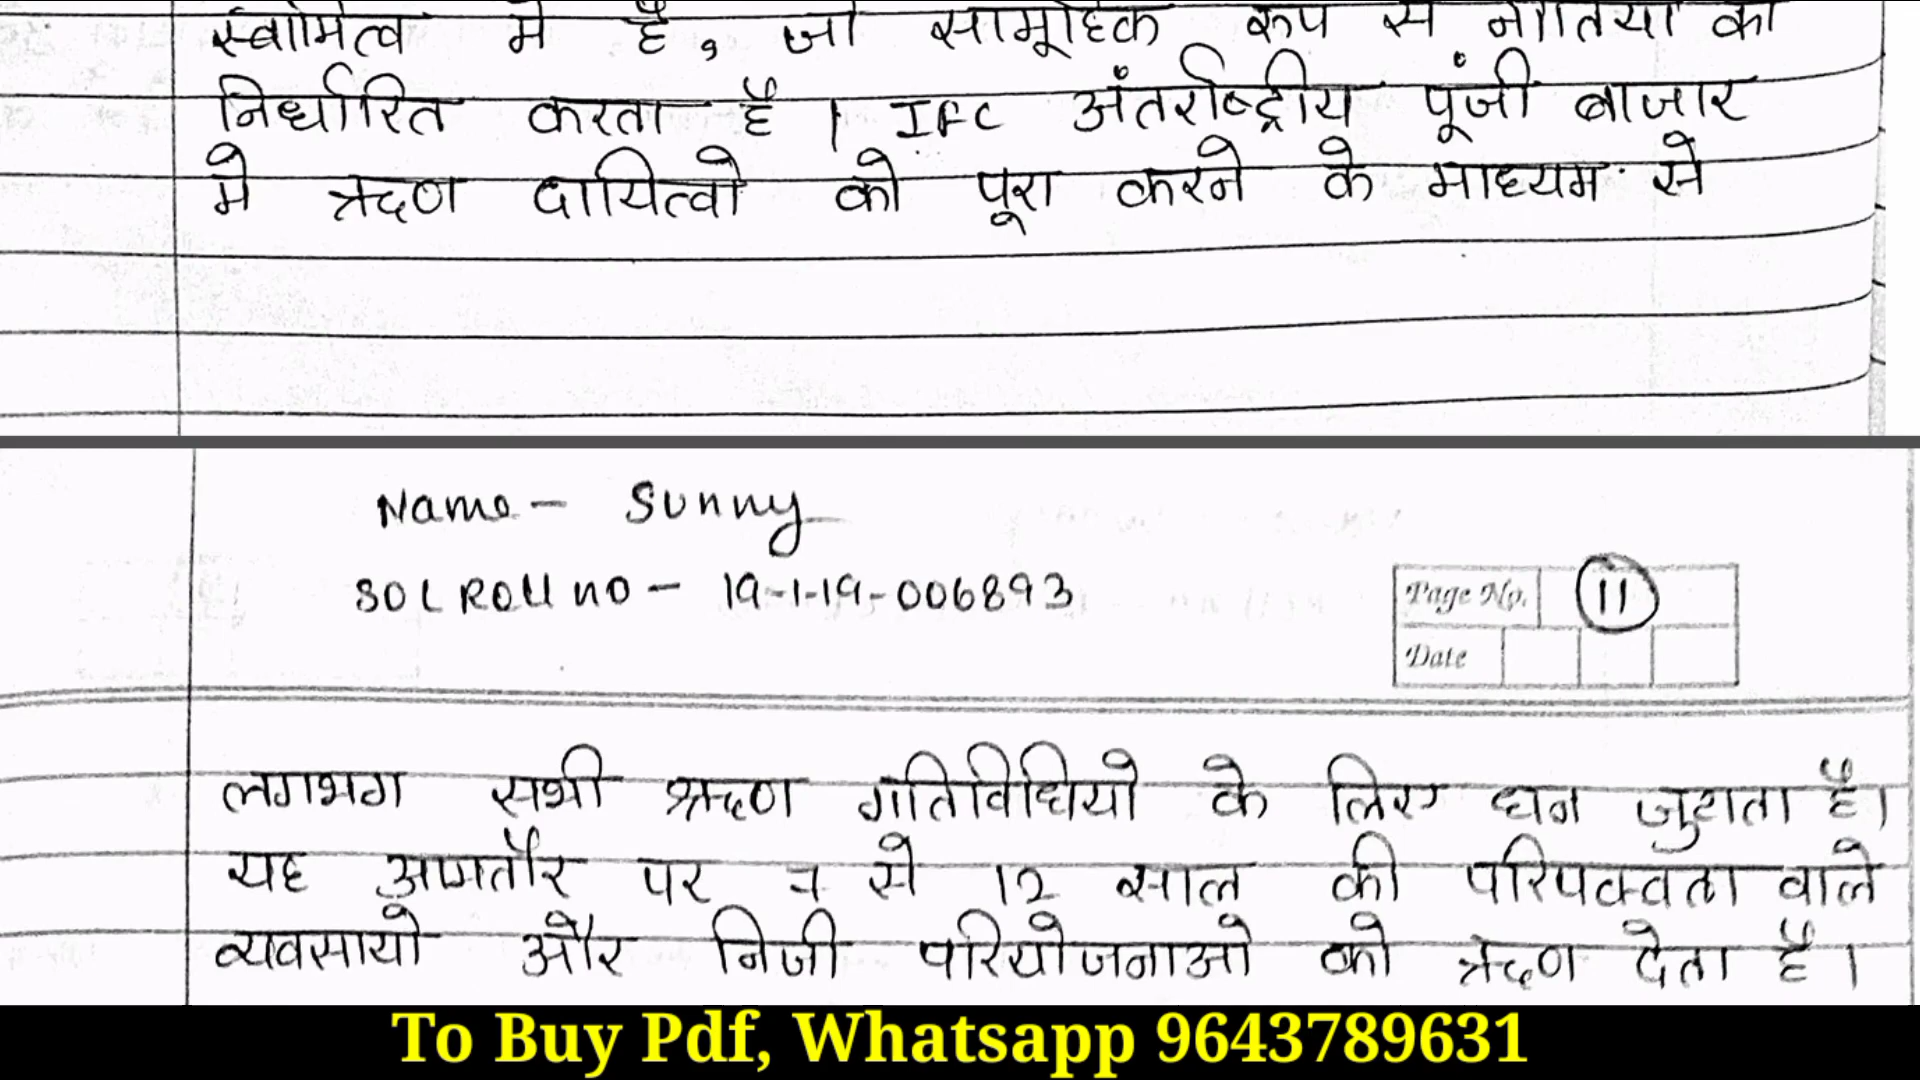 स्वामित्व मे है, जो सामूहिक रूप से नीतियो को
निर्धारित करता है । IFC अंतर्राष्ट्रीय पूंजी बाजार
मे ऋण दायित्वो को पूरा करने के माध्यम से
Name - Sunny
SOL ROLL no - 19-1-19-006893
Page No. 11
Date
लगभग सभी ऋण गतिविधियो के लिए धन जुटाता है।
यह आमतौर पर 7 से 12 साल की परिपक्वता वाले
व्यवसायो और निजी परियोजनाओ को ऋण देता है ।
To Buy Pdf, Whatsapp 9643789631